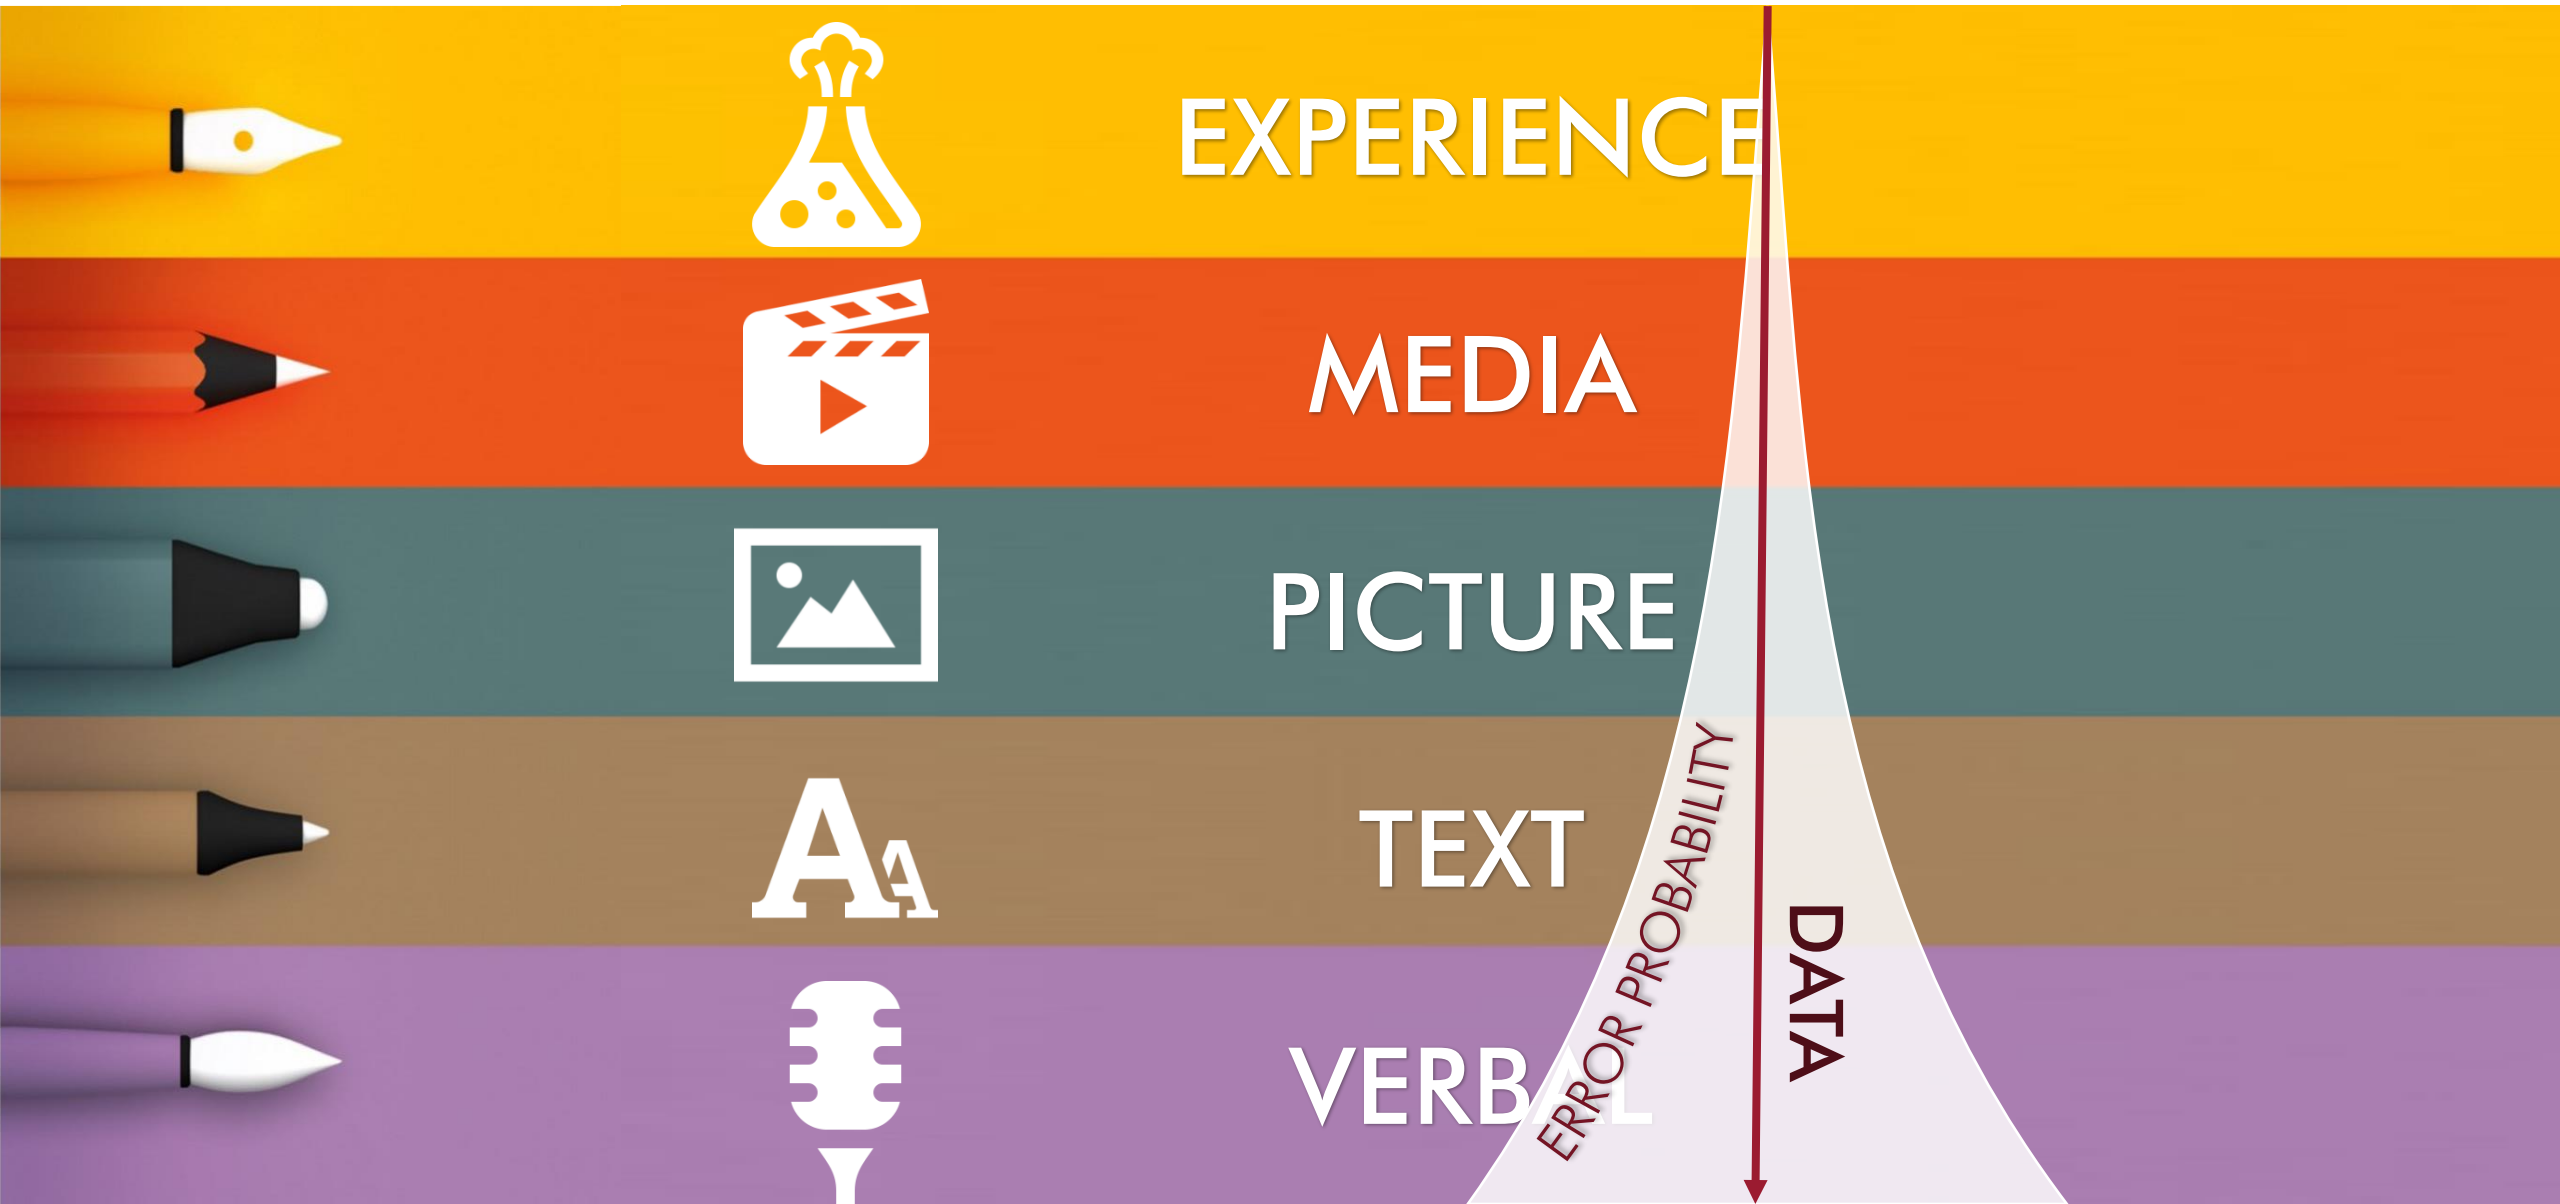 EXPERIENCE
MEDIA
PICTURE
TEXT
VERBAL
ERROR PROBABILITY
DATA